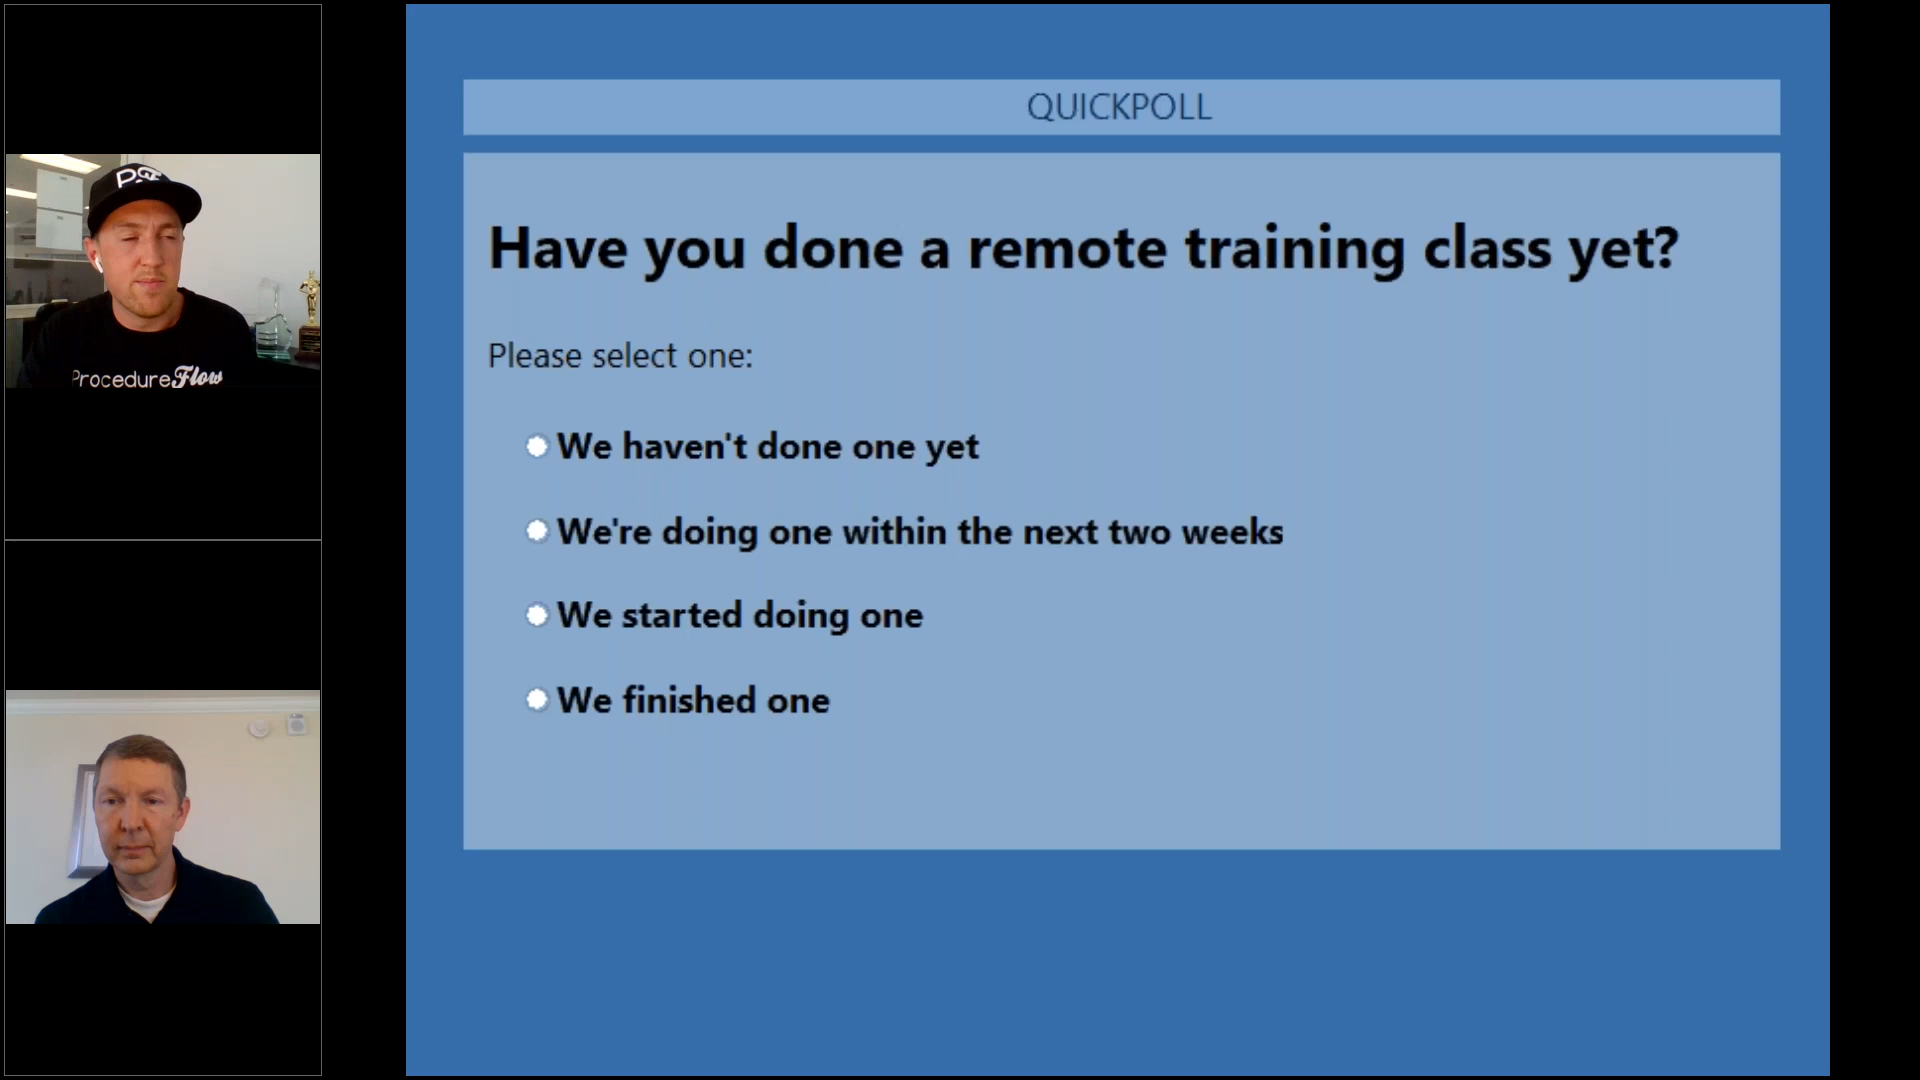 QUICKPOLL
Have you done a remote training class yet?
Please select one:
We haven't done one yet
We're doing one within the next two weeks
We started doing one
We finished one
ProcedureFlow